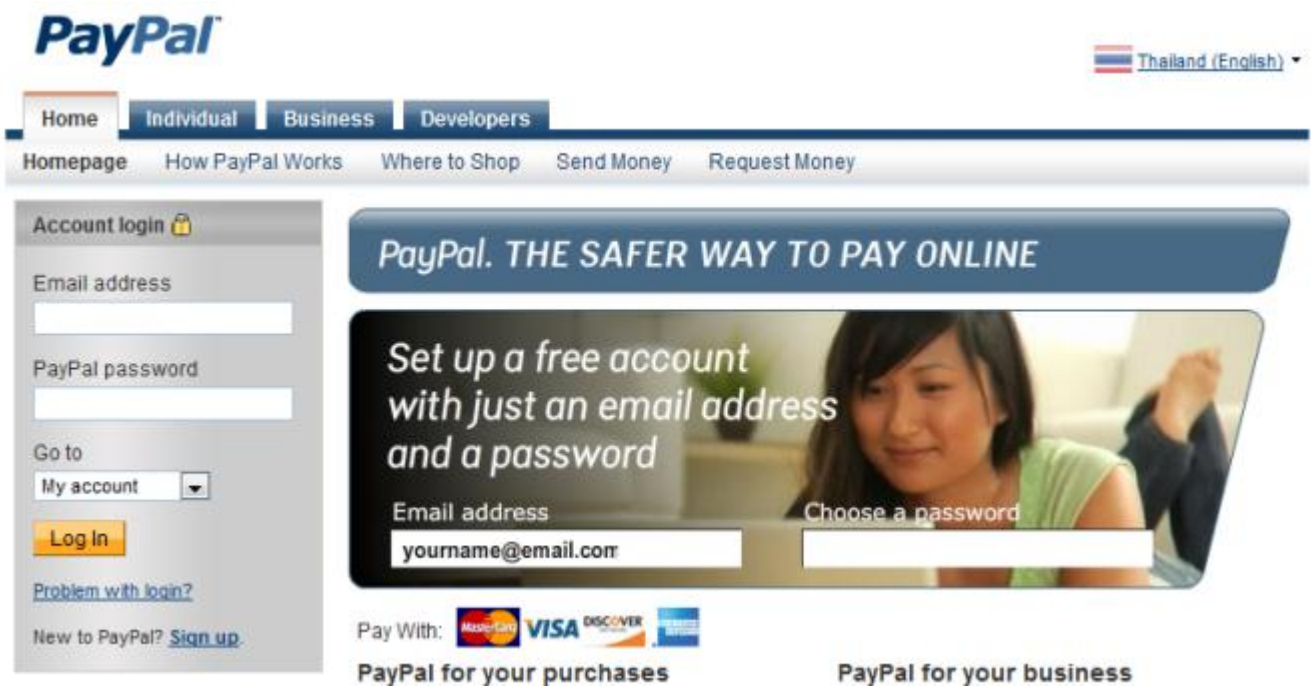 PayPal
Thailand (English)
Home Individual Business Developers
Homepage How PayPal Works Where to Shop Send Money Request Money
Account login
Email address
PayPal password
Go to
My account
Log In
Problem with login?
New to PayPal? Sign up.
PayPal. THE SAFER WAY TO PAY ONLINE
Set up a free account
with just an email address
and a password
Email address Choose a password
yourname@email.com
Pay With: MasterCard VISA DISCOVER
PayPal for your purchases PayPal for your business